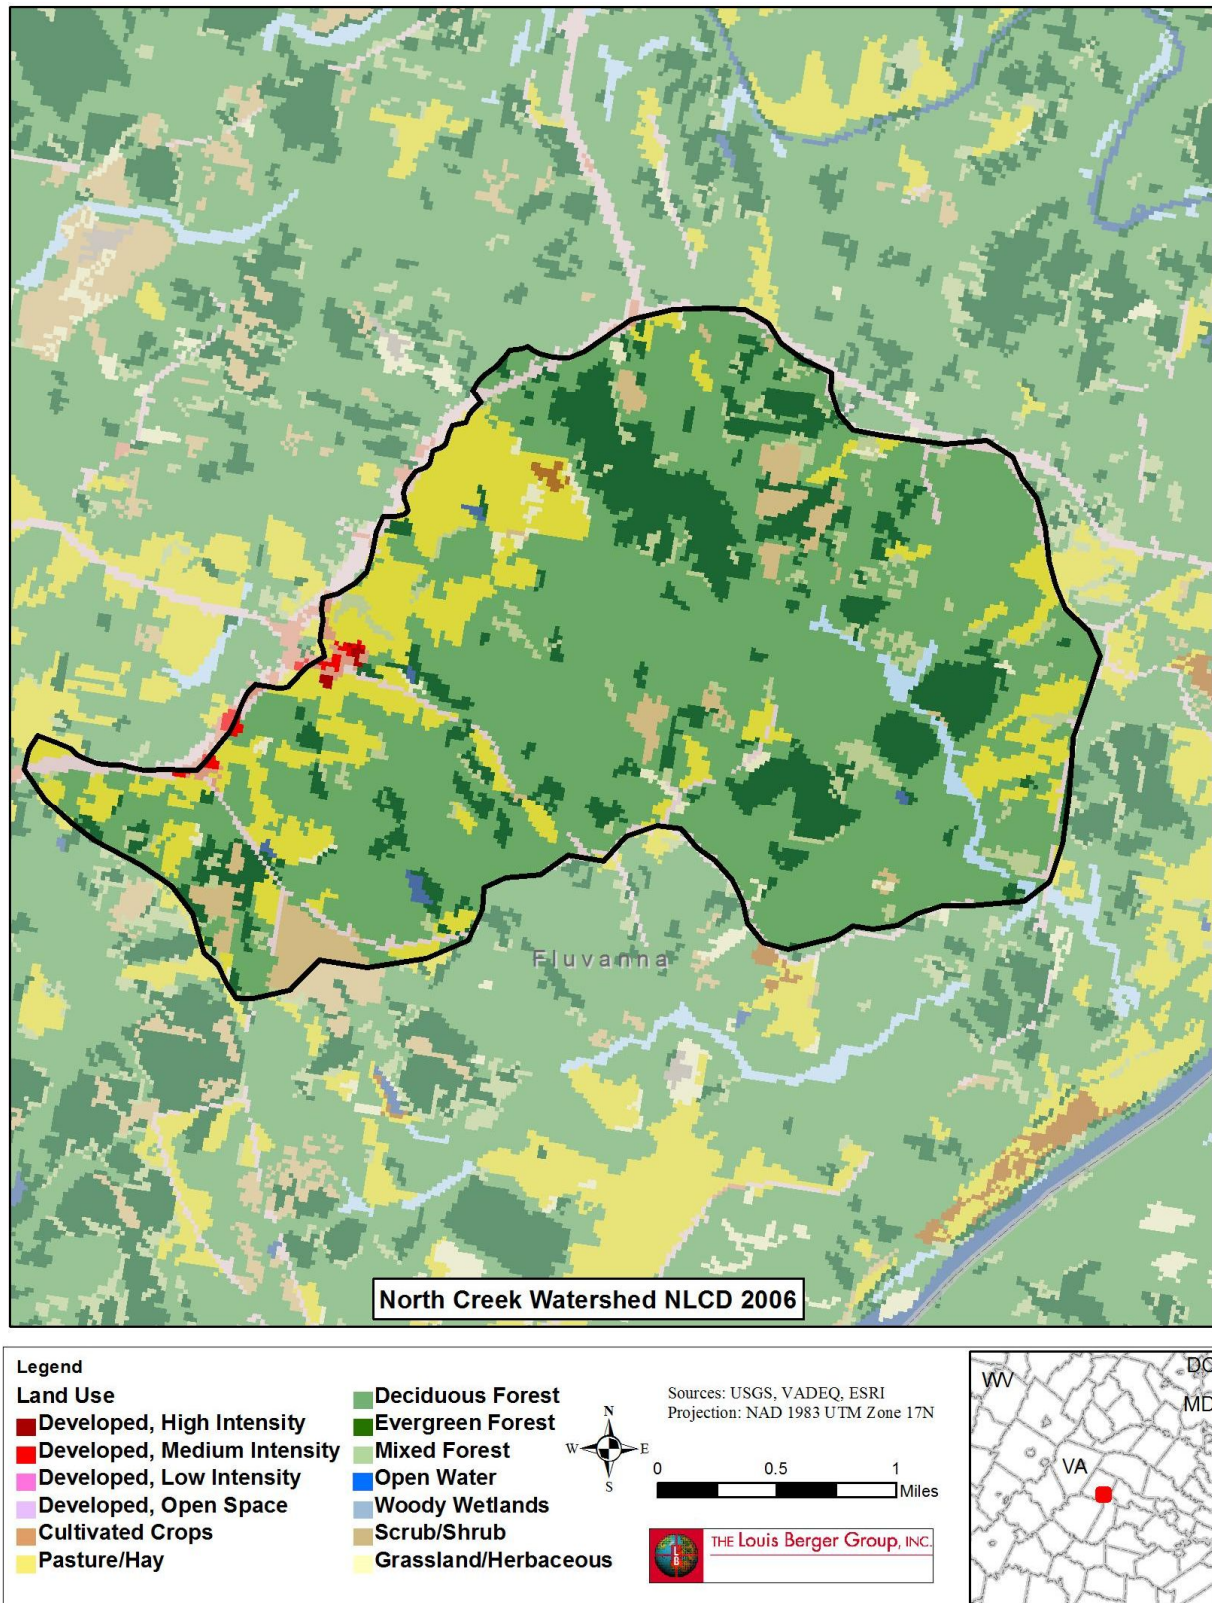 Fluvanna
North Creek Watershed NLCD 2006
Legend
Land Use
Developed, High Intensity
Developed, Medium Intensity
Developed, Low Intensity
Developed, Open Space
Cultivated Crops
Pasture/Hay
Deciduous Forest
Evergreen Forest
Mixed Forest
Open Water
Woody Wetlands
Scrub/Shrub
Grassland/Herbaceous
N
W
E
S
Sources: USGS, VADEQ, ESRI
Projection: NAD 1983 UTM Zone 17N
0 0.5 1
Miles
L
B
THE Louis Berger Group, INC.
WV
DC
MD
VA